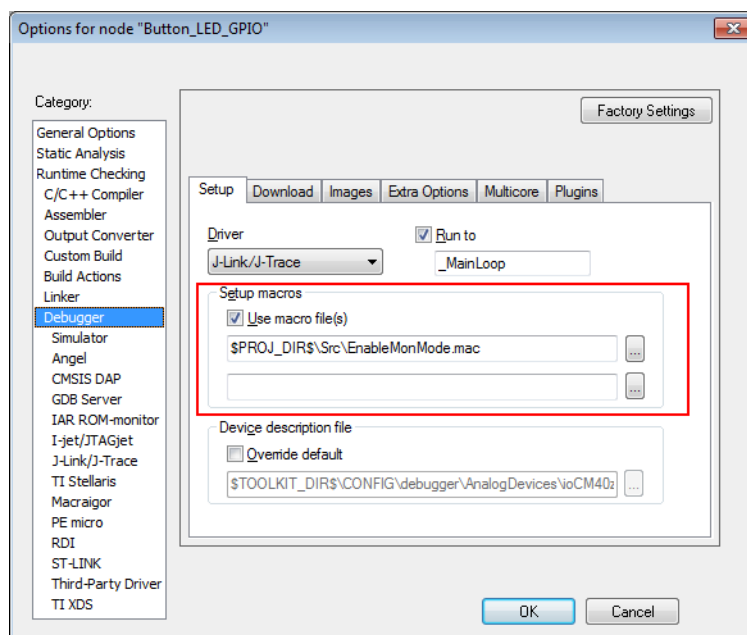 Options for node "Button_LED_GPIO"
Category:
General Options
Static Analysis
Runtime Checking
C/C++ Compiler
Assembler
Output Converter
Custom Build
Build Actions
Linker
Debugger
Simulator
Angel
CMSIS DAP
GDB Server
IAR ROM-monitor
I-jet/JTAGjet
J-Link/J-Trace
TI Stellaris
Macraigor
PE micro
RDI
ST-LINK
Third-Party Driver
TI XDS
Factory Settings
Setup Download Images Extra Options Multicore Plugins
Driver
Run to
J-Link/J-Trace
_MainLoop
Setup macros
Use macro file(s)
$PROJ_DIR$\Src\EnableMonMode.mac
...
...
Device description file
Override default
$TOOLKIT_DIR$\CONFIG\debugger\AnalogDevices\ioCM40z
...
OK Cancel